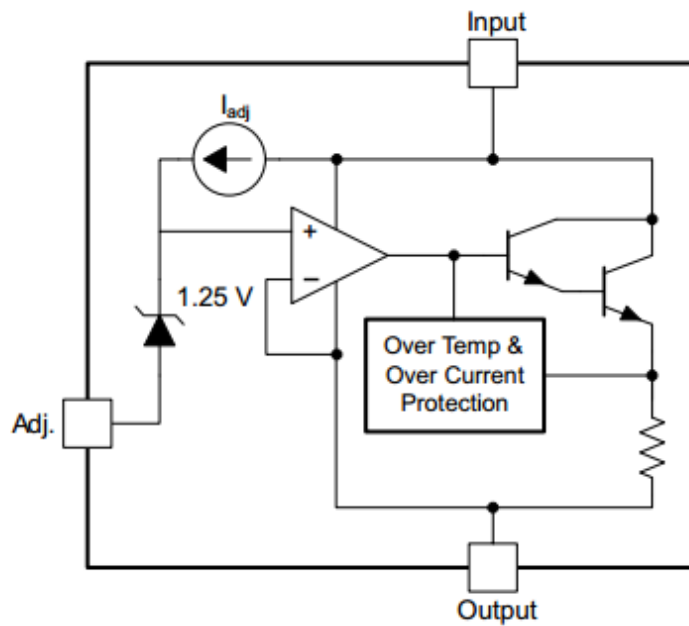 Input
I_adj
+
−
1.25 V
Over Temp &
Over Current
Protection
Adj.
Output